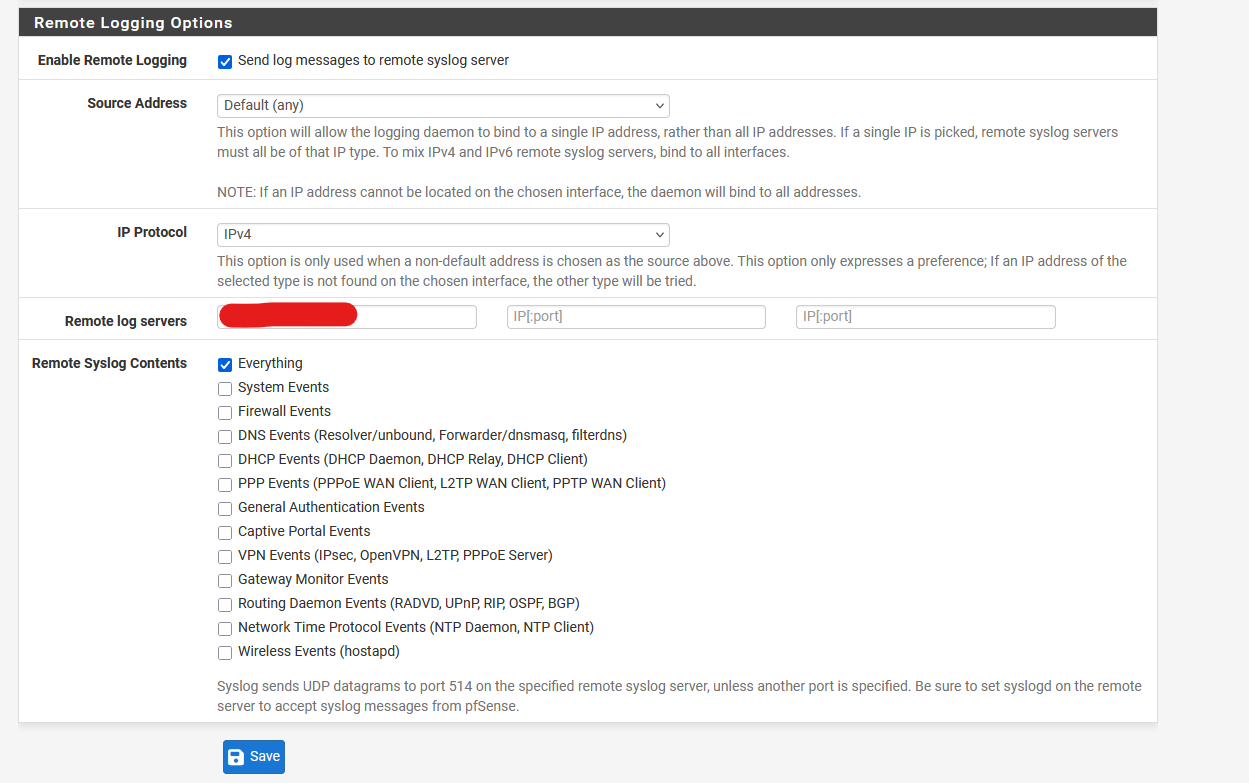 Remote Logging Options
Enable Remote Logging
Send log messages to remote syslog server
Source Address
Default (any)
This option will allow the logging daemon to bind to a single IP address, rather than all IP addresses. If a single IP is picked, remote syslog servers
must all be of that IP type. To mix IPv4 and IPv6 remote syslog servers, bind to all interfaces.
NOTE: If an IP address cannot be located on the chosen interface, the daemon will bind to all addresses.
IP Protocol
IPv4
This option is only used when a non-default address is chosen as the source above. This option only expresses a preference; If an IP address of the
selected type is not found on the chosen interface, the other type will be tried.
Remote log servers
IP[:port]
IP[:port]
Remote Syslog Contents
Everything
System Events
Firewall Events
DNS Events (Resolver/unbound, Forwarder/dnsmasq, filterdns)
DHCP Events (DHCP Daemon, DHCP Relay, DHCP Client)
PPP Events (PPPoE WAN Client, L2TP WAN Client, PPTP WAN Client)
General Authentication Events
Captive Portal Events
VPN Events (IPsec, OpenVPN, L2TP, PPPoE Server)
Gateway Monitor Events
Routing Daemon Events (RADVD, UPnP, RIP, OSPF, BGP)
Network Time Protocol Events (NTP Daemon, NTP Client)
Wireless Events (hostapd)
Syslog sends UDP datagrams to port 514 on the specified remote syslog server, unless another port is specified. Be sure to set syslogd on the remote
server to accept syslog messages from pfSense.
Save